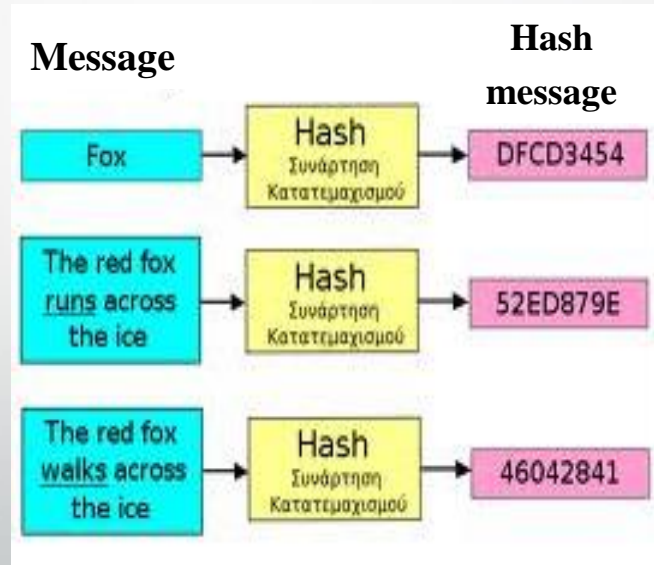 Message
Hash
message
Fox
Hash
Συνάρτηση
Κατατεμαχισμού
DFCD3454
The red fox
runs across
the ice
Hash
Συνάρτηση
Κατατεμαχισμού
52ED879E
The red fox
walks across
the ice
Hash
Συνάρτηση
Κατατεμαχισμού
46042841